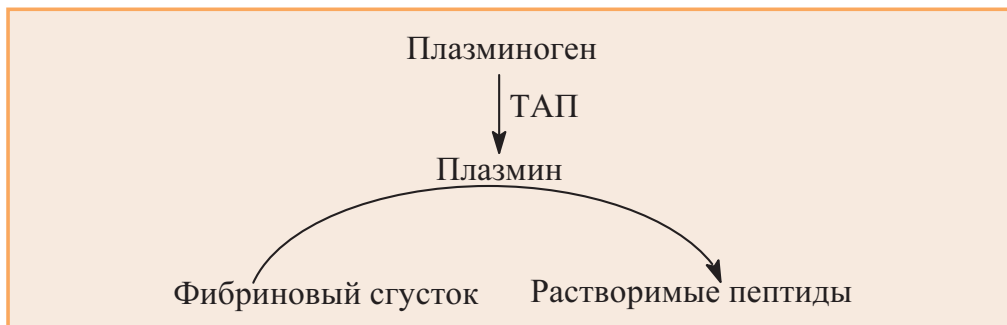 Плазминоген
ТАП
Плазмин
Фибриновый сгусток
Растворимые пептиды